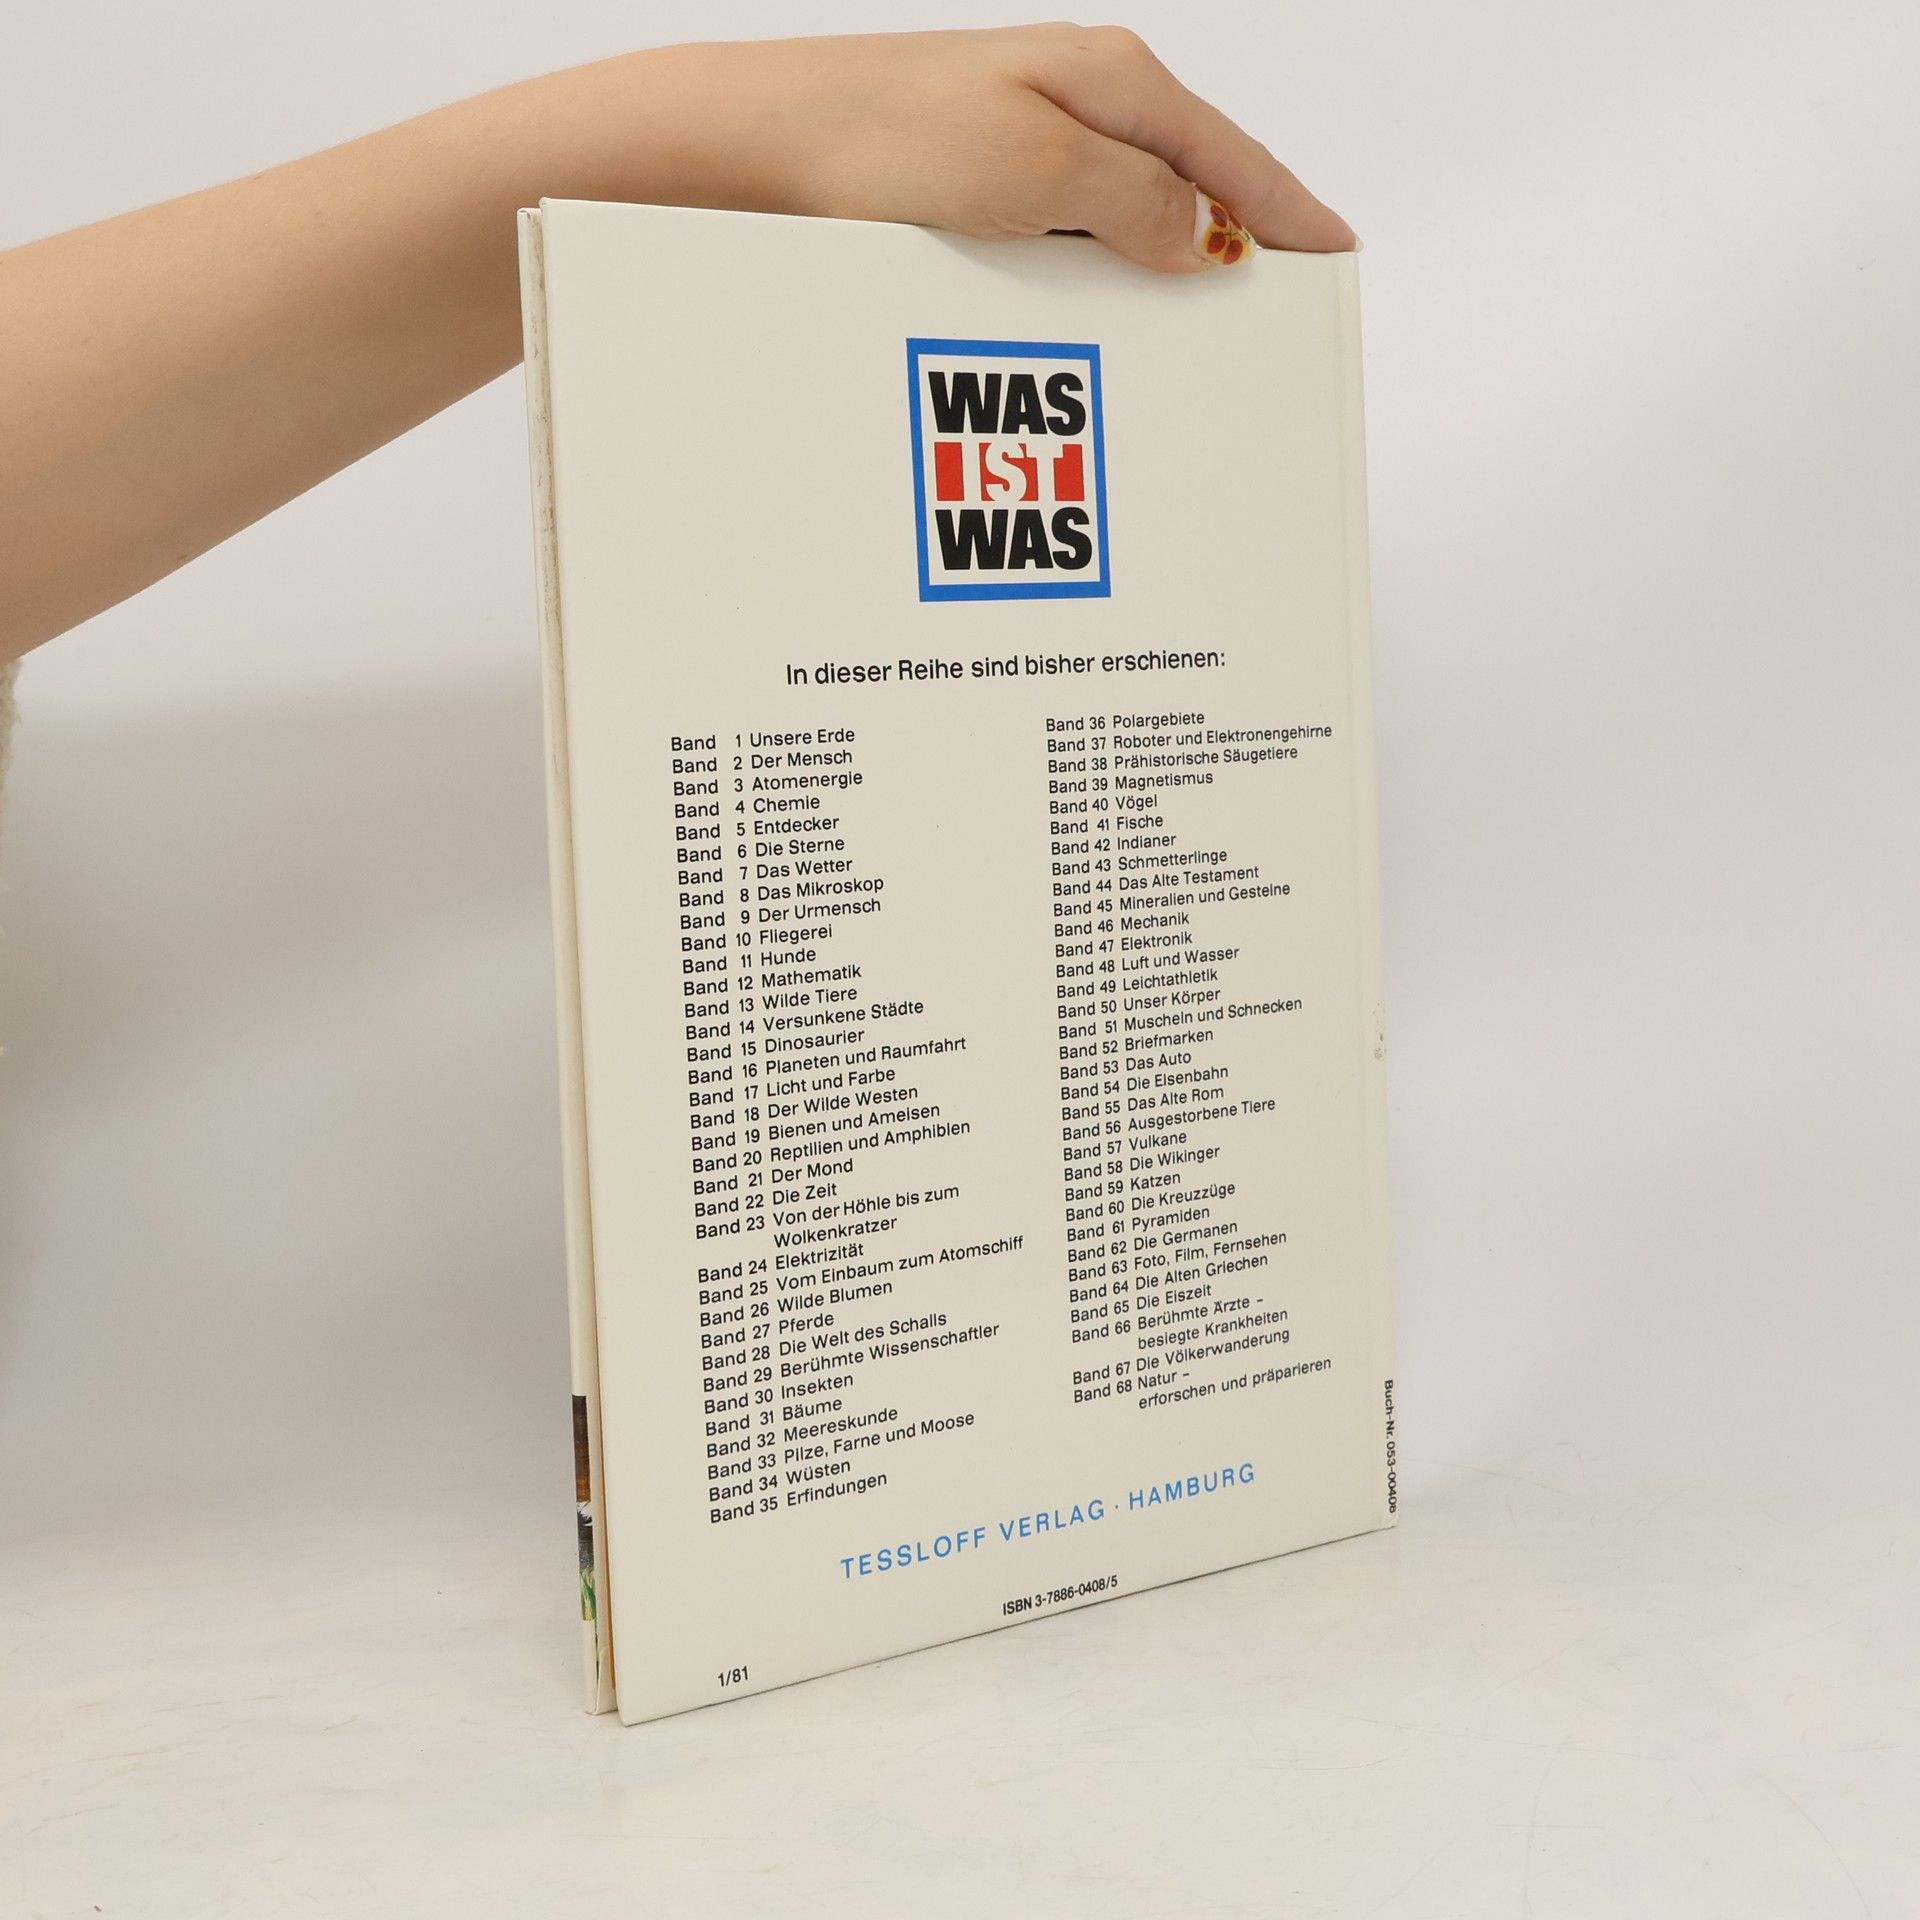 WAS
IST
WAS
In dieser Reihe sind bisher erschienen:
Band 1 Unsere Erde
Band 2 Der Mensch
Band 3 Atomenergie
Band 4 Chemie
Band 5 Entdecker
Band 6 Die Sterne
Band 7 Das Wetter
Band 8 Das Mikroskop
Band 9 Der Urmensch
Band 10 Fliegerei
Band 11 Hunde
Band 12 Mathematik
Band 13 Wilde Tiere
Band 14 Versunkene Städte
Band 15 Dinosaurier
Band 16 Planeten und Raumfahrt
Band 17 Licht und Farbe
Band 18 Der Wilde Westen
Band 19 Bienen und Ameisen
Band 20 Reptilien und Amphibien
Band 21 Der Mond
Band 22 Die Zeit
Band 23 Von der Höhle bis zum
Wolkenkratzer
Band 24 Elektrizität
Band 25 Vom Einbaum zum Atomschiff
Band 26 Wilde Blumen
Band 27 Pferde
Band 28 Die Welt des Schalls
Band 29 Berühmte Wissenschaftler
Band 30 Insekten
Band 31 Bäume
Band 32 Meereskunde
Band 33 Pilze, Farne und Moose
Band 34 Wüsten
Band 35 Erfindungen
Band 36 Polargebiete
Band 37 Roboter und Elektronengehirne
Band 38 Prähistorische Säugetiere
Band 39 Magnetismus
Band 40 Vögel
Band 41 Fische
Band 42 Indianer
Band 43 Schmetterlinge
Band 44 Das Alte Testament
Band 45 Mineralien und Gesteine
Band 46 Mechanik
Band 47 Elektronik
Band 48 Luft und Wasser
Band 49 Leichtathletik
Band 50 Unser Körper
Band 51 Muscheln und Schnecken
Band 52 Briefmarken
Band 53 Das Auto
Band 54 Die Eisenbahn
Band 55 Das Alte Rom
Band 56 Ausgestorbene Tiere
Band 57 Vulkane
Band 58 Die Wikinger
Band 59 Katzen
Band 60 Die Kreuzzüge
Band 61 Pyramiden
Band 62 Die Germanen
Band 63 Foto, Film, Fernsehen
Band 64 Die Alten Griechen
Band 65 Die Eiszeit
Band 66 Berühmte Ärzte –
besiegte Krankheiten
Band 67 Die Völkerwanderung
Band 68 Natur –
erforschen und präparieren
Buch-Nr. 053-00408
TESSLOFF VERLAG · HAMBURG
ISBN 3-7886-0408/5
1/81